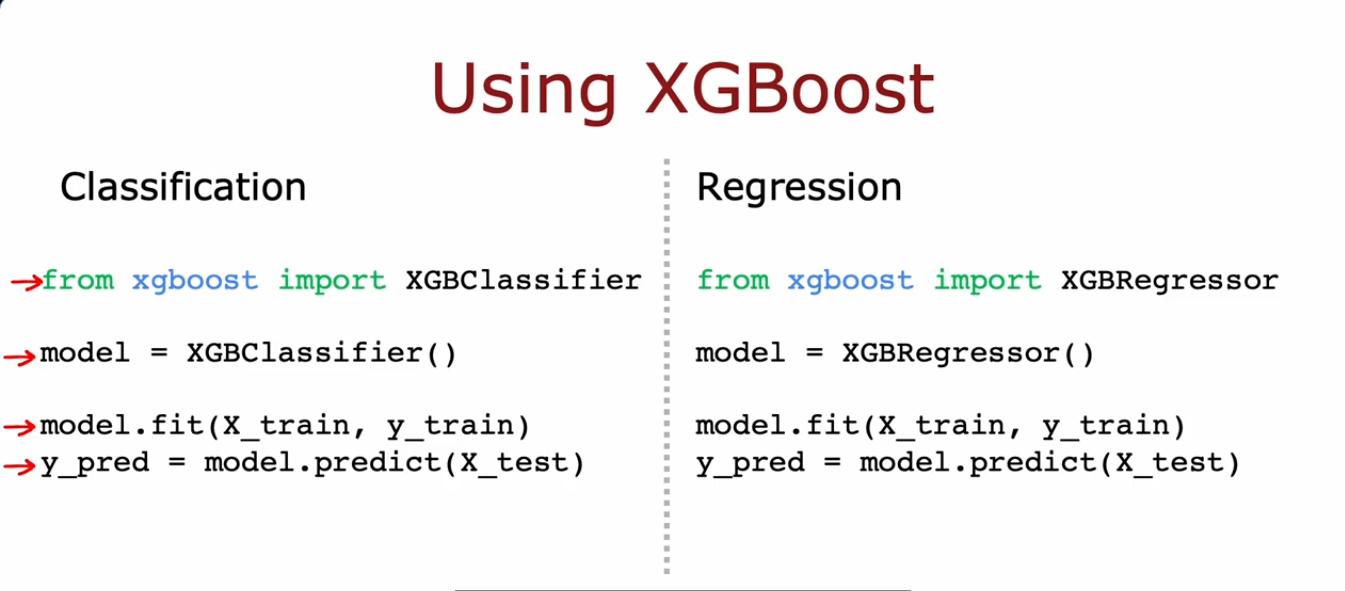 Using XGBoost
Classification
from xgboost import XGBClassifier
model = XGBClassifier()
model.fit(X_train, y_train)
y_pred = model.predict(X_test)
Regression
from xgboost import XGBRegressor
model = XGBRegressor()
model.fit(X_train, y_train)
y_pred = model.predict(X_test)